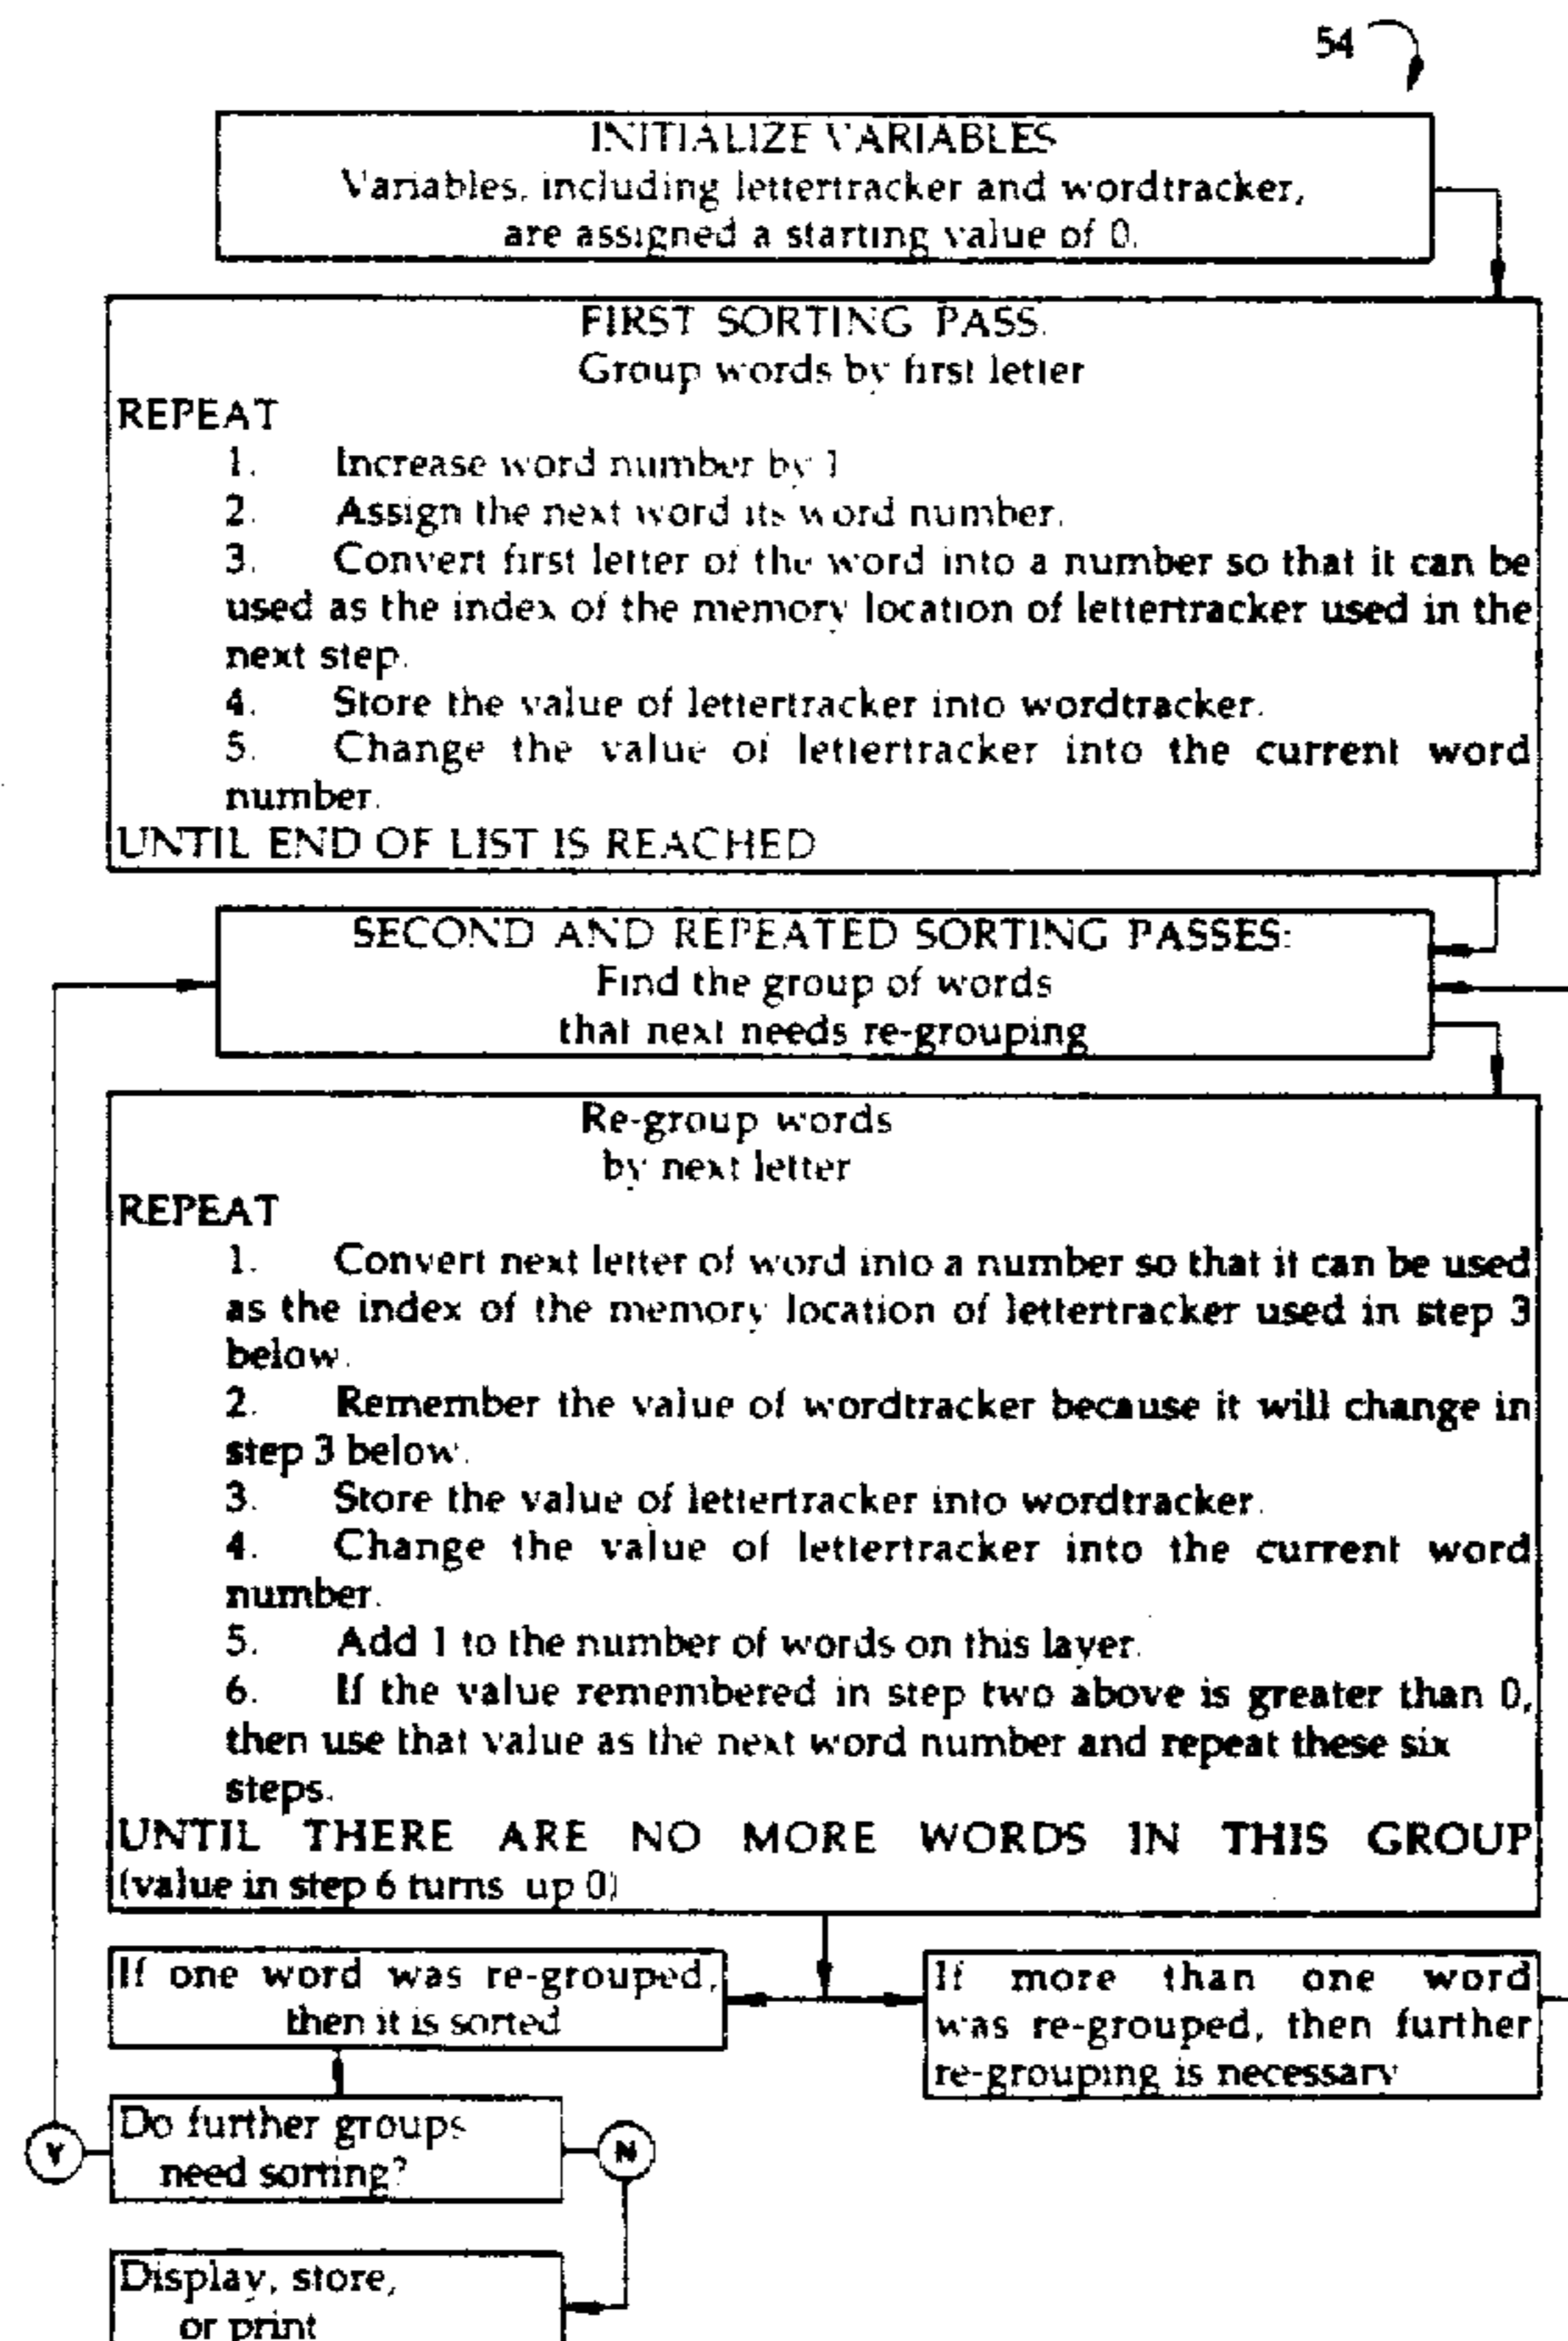 54
INITIALIZE VARIABLES
Variables, including lettertracker and wordtracker,
are assigned a starting value of 0.
FIRST SORTING PASS.
Group words by first letter
REPEAT
1. Increase word number by 1
2. Assign the next word its word number.
3. Convert first letter of the word into a number so that it can be
used as the index of the memory location of lettertracker used in the
next step.
4. Store the value of lettertracker into wordtracker.
5. Change the value of lettertracker into the current word
number.
UNTIL END OF LIST IS REACHED
SECOND AND REPEATED SORTING PASSES:
Find the group of words
that next needs re-grouping
Re-group words
by next letter
REPEAT
1. Convert next letter of word into a number so that it can be used
as the index of the memory location of lettertracker used in step 3
below.
2. Remember the value of wordtracker because it will change in
step 3 below.
3. Store the value of lettertracker into wordtracker.
4. Change the value of lettertracker into the current word
number.
5. Add 1 to the number of words on this layer.
6. If the value remembered in step two above is greater than 0,
then use that value as the next word number and repeat these six
steps.
UNTIL THERE ARE NO MORE WORDS IN THIS GROUP
(value in step 6 turns up 0)
If one word was re-grouped,
then it is sorted
If more than one word
was re-grouped, then further
re-grouping is necessary
Do further groups
need sorting?
Y
N
Display, store,
or print